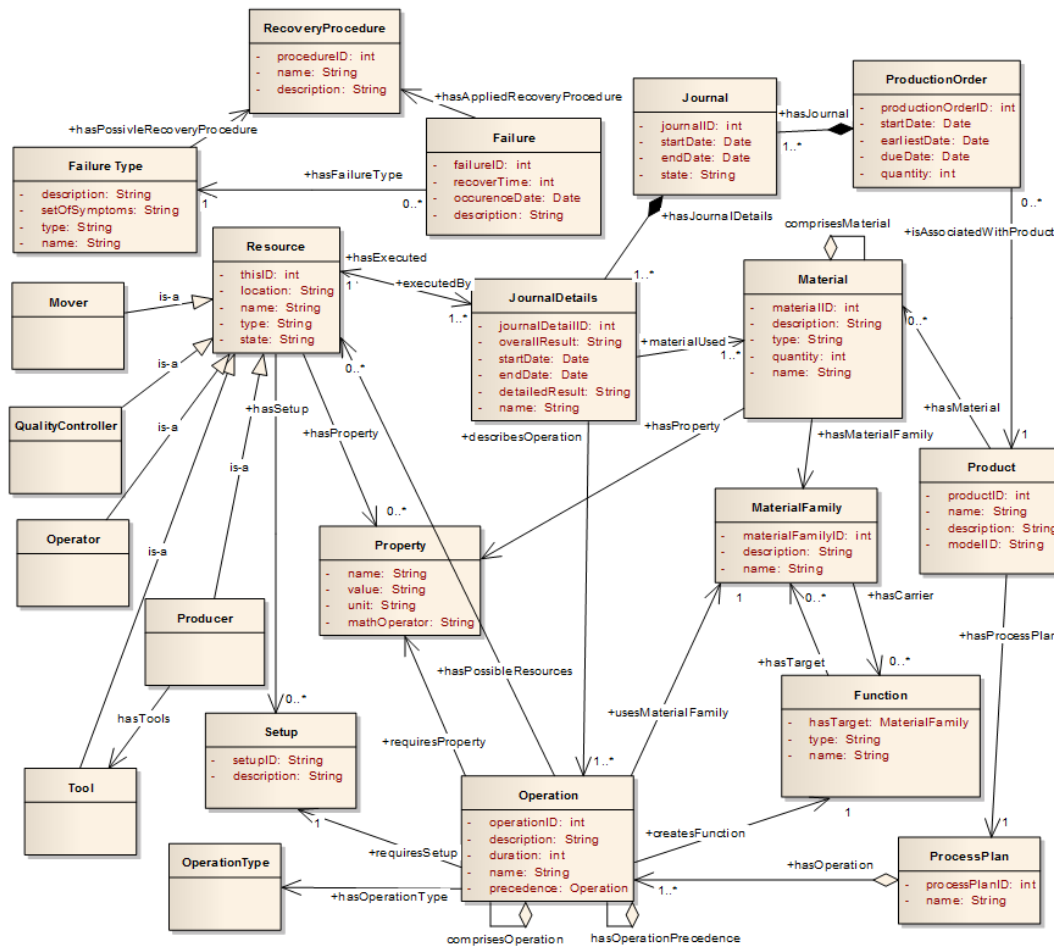 RecoveryProcedure
- procedureID: int
- name: String
- description: String
+hasPossivleRecoveryProcedure
+hasAppliedRecoveryProcedure
Failure Type
- description: String
- setOfSymptoms: String
- type: String
- name: String
+hasFailureType
1
0..*
Failure
- failureID: int
- recoverTime: int
- occurenceDate: Date
- description: String
Journal
- journalID: int
- startDate: Date
- endDate: Date
- state: String
+hasJournal
1..*
ProductionOrder
- productionOrderID: int
- startDate: Date
- earliestDate: Date
- dueDate: Date
- quantity: int
0..*
+isAssociatedWithProduct
1
+hasJournalDetails
1..*
comprisesMaterial
Mover
is-a
Resource
- thisID: int
- location: String
- name: String
- type: String
- state: String
+hasExecuted
1
+executedBy
1..*
JournalDetails
- journalDetailID: int
- overallResult: String
- startDate: Date
- endDate: Date
- detailedResult: String
- name: String
+materialUsed
1..*
Material
- materialID: int
- description: String
- type: String
- quantity: int
- name: String
0..*
+hasMaterial
QualityController
is-a
Operator
is-a
is-a
is-a
+hasSetup
+hasProperty
0..*
0..*
+describesOperation
+hasProperty
+hasMaterialFamily
Product
- productID: int
- name: String
- description: String
- modelID: String
Property
- name: String
- value: String
- unit: String
- mathOperator: String
MaterialFamily
- materialFamilyID: int
- description: String
- name: String
1
0..*
+hasCarrier
0..*
+hasProcessPlan
1
Producer
hasTools
Tool
0..*
+hasPossibleResources
+hasTarget
+usesMaterialFamily
Setup
- setupID: String
- description: String
+requiresProperty
Function
- hasTarget: MaterialFamily
- type: String
- name: String
1..*
1
+requiresSetup
OperationType
+hasOperationType
Operation
- operationID: int
- description: String
- duration: int
- name: String
- precedence: Operation
+createsFunction
1
+hasOperation
1..*
ProcessPlan
- processPlanID: int
- name: String
comprisesOperation
hasOperationPrecedence